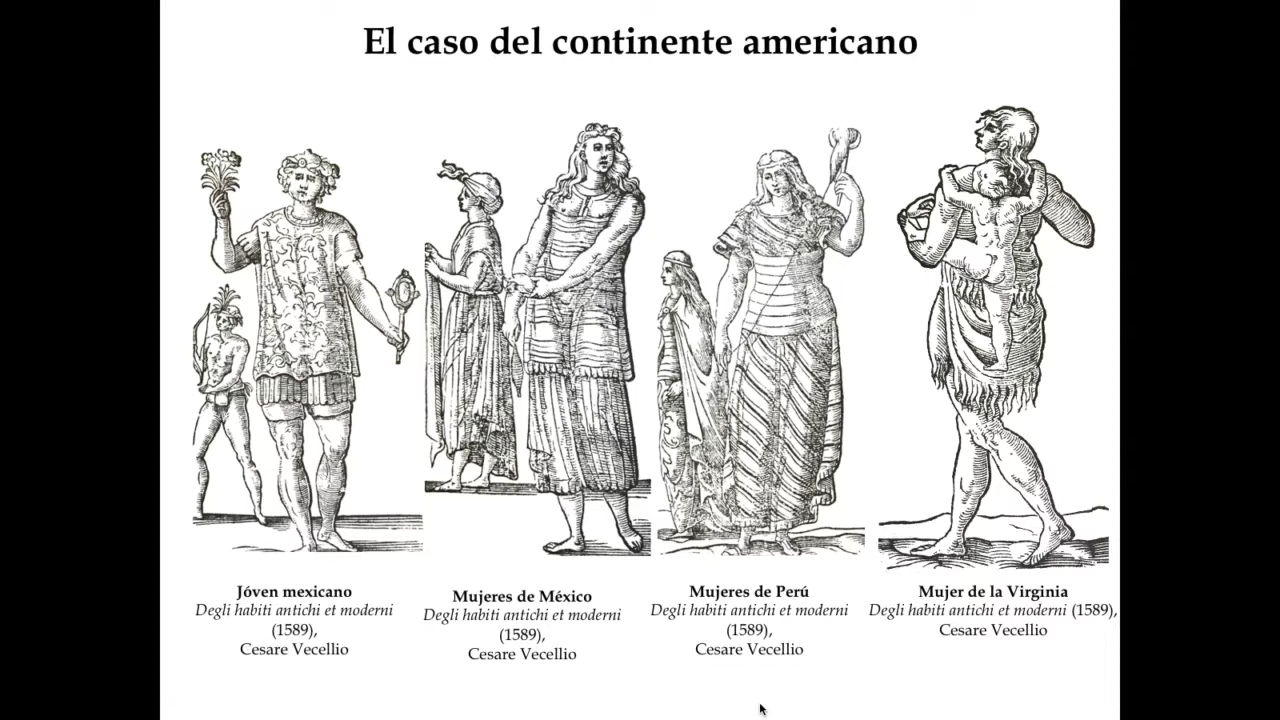 El caso del continente americano
Jóven mexicano
Degli habiti antichi et moderni
(1589),
Cesare Vecellio
Mujeres de México
Degli habiti antichi et moderni
(1589),
Cesare Vecellio
Mujeres de Perú
Degli habiti antichi et moderni
(1589),
Cesare Vecellio
Mujer de la Virginia
Degli habiti antichi et moderni (1589),
Cesare Vecellio